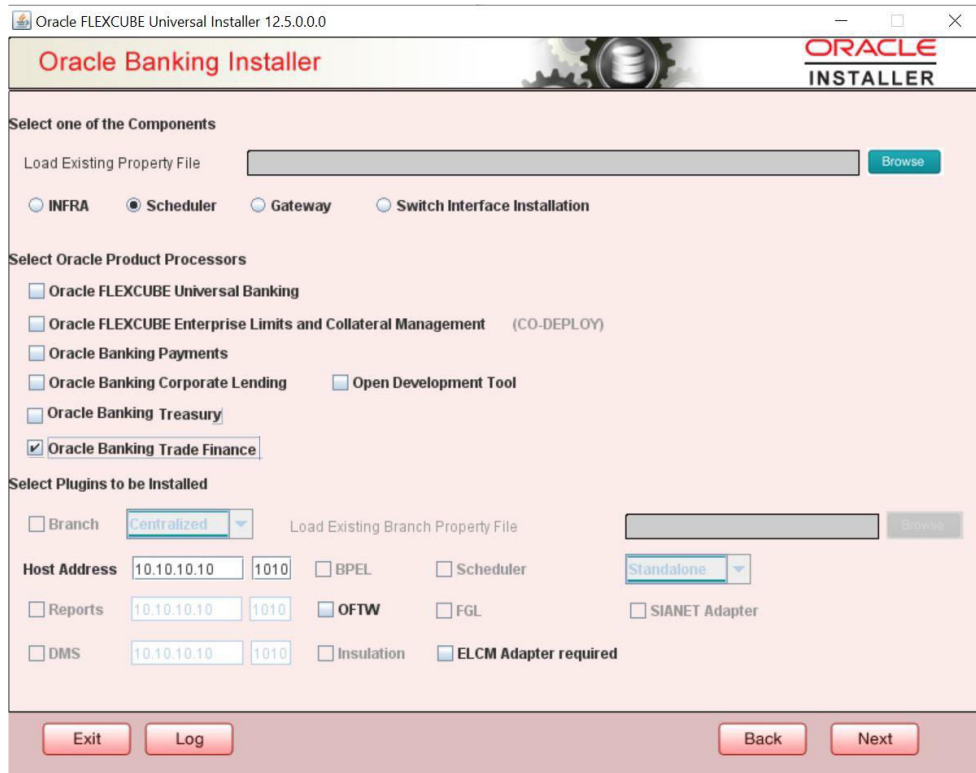 Oracle FLEXCUBE Universal Installer 12.5.0.0.0
Oracle Banking Installer
ORACLE
INSTALLER
Select one of the Components
Load Existing Property File Browse
INFRA Scheduler Gateway Switch Interface Installation
Select Oracle Product Processors
Oracle FLEXCUBE Universal Banking
Oracle FLEXCUBE Enterprise Limits and Collateral Management (CO-DEPLOY)
Oracle Banking Payments
Oracle Banking Corporate Lending Open Development Tool
Oracle Banking Treasury
Oracle Banking Trade Finance
Select Plugins to be Installed
Branch Centralized Load Existing Branch Property File Browse
Host Address 10.10.10.10 1010 BPEL Scheduler Standalone
Reports 10.10.10.10 1010 OFTW FGL SIANET Adapter
DMS 10.10.10.10 1010 Insulation ELCM Adapter required
Exit Log Back Next